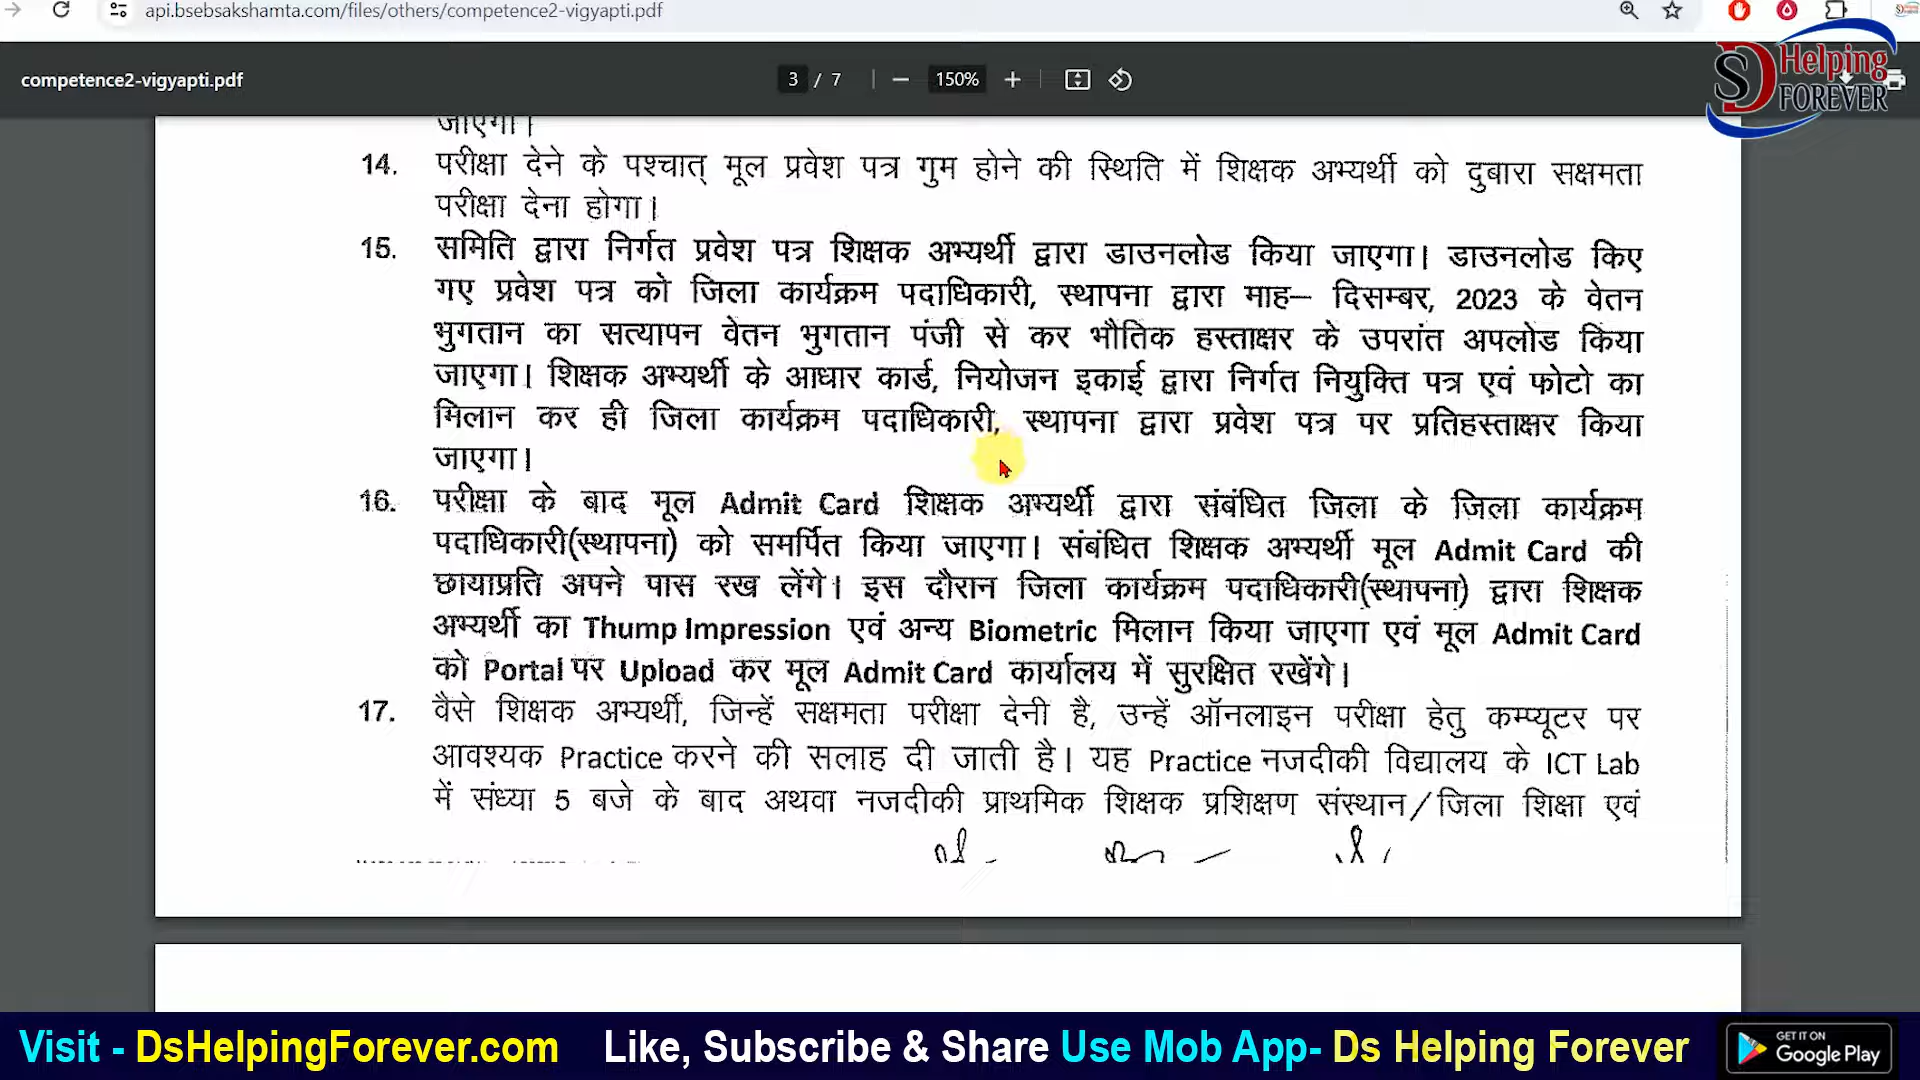 api.bsebsakshamta.com/files/others/competence2-vigyapti.pdf
competence2-vigyapti.pdf
3 / 7
150%
SD Helping
FOREVER
जाएगा।
14. परीक्षा देने के पश्चात् मूल प्रवेश पत्र गुम होने की स्थिति में शिक्षक अभ्यर्थी को दुबारा सक्षमता
परीक्षा देना होगा।
15. समिति द्वारा निर्गत प्रवेश पत्र शिक्षक अभ्यर्थी द्वारा डाउनलोड किया जाएगा। डाउनलोड किए
गए प्रवेश पत्र को जिला कार्यक्रम पदाधिकारी, स्थापना द्वारा माह– दिसम्बर, 2023 के वेतन
भुगतान का सत्यापन वेतन भुगतान पंजी से कर भौतिक हस्ताक्षर के उपरांत अपलोड किया
जाएगा। शिक्षक अभ्यर्थी के आधार कार्ड, नियोजन इकाई द्वारा निर्गत नियुक्ति पत्र एवं फोटो का
मिलान कर ही जिला कार्यक्रम पदाधिकारी, स्थापना द्वारा प्रवेश पत्र पर प्रतिहस्ताक्षर किया
जाएगा।
16. परीक्षा के बाद मूल Admit Card शिक्षक अभ्यर्थी द्वारा संबंधित जिला के जिला कार्यक्रम
पदाधिकारी(स्थापना) को समर्पित किया जाएगा। संबंधित शिक्षक अभ्यर्थी मूल Admit Card की
छायाप्रति अपने पास रख लेंगे। इस दौरान जिला कार्यक्रम पदाधिकारी(स्थापना) द्वारा शिक्षक
अभ्यर्थी का Thump Impression एवं अन्य Biometric मिलान किया जाएगा एवं मूल Admit Card
को Portal पर Upload कर मूल Admit Card कार्यालय में सुरक्षित रखेंगे।
17. वैसे शिक्षक अभ्यर्थी, जिन्हें सक्षमता परीक्षा देनी है, उन्हें ऑनलाइन परीक्षा हेतु कम्प्यूटर पर
आवश्यक Practice करने की सलाह दी जाती है। यह Practice नजदीकी विद्यालय के ICT Lab
में संध्या 5 बजे के बाद अथवा नजदीकी प्राथमिक शिक्षक प्रशिक्षण संस्थान/जिला शिक्षा एवं
Visit - DsHelpingForever.com Like, Subscribe & Share Use Mob App- Ds Helping Forever
GET IT ON
Google Play